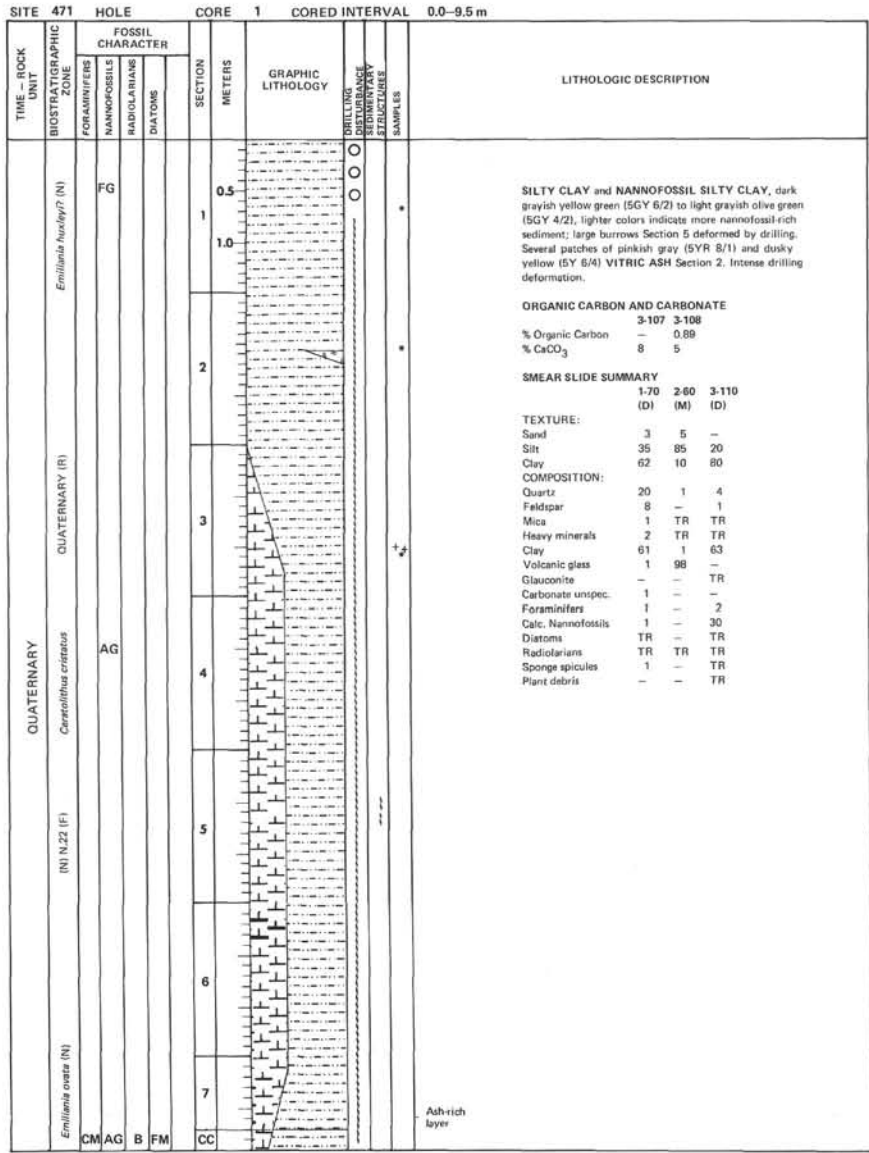 SITE 471 HOLE CORE 1 CORED INTERVAL 0.0–9.5 m
TIME – ROCK UNIT
BIOSTRATIGRAPHIC ZONE
FOSSIL CHARACTER
FORAMINIFERS
NANNOFOSSILS
RADIOLARIANS
DIATOMS
SECTION
METERS
GRAPHIC LITHOLOGY
DRILLING DISTURBANCE
SEDIMENTARY STRUCTURES
SAMPLES
LITHOLOGIC DESCRIPTION
QUATERNARY
Emiliania huxleyi? (N)
QUATERNARY (R)
Ceratolithus cristatus
(N) N.22 (F)
Emiliania ovata (N)
FG
AG
CM AG B FM
1
0.5
1.0
2
3
4
5
6
7
CC
SILTY CLAY and NANNOFOSSIL SILTY CLAY, dark
grayish yellow green (5GY 6/2) to light grayish olive green
(5GY 4/2), lighter colors indicate more nannofossil-rich
sediment; large burrows Section 5 deformed by drilling.
Several patches of pinkish gray (5YR 8/1) and dusky
yellow (5Y 6/4) VITRIC ASH Section 2. Intense drilling
deformation.
ORGANIC CARBON AND CARBONATE
3-107 3-108
% Organic Carbon – 0.89
% CaCO3 8 5
SMEAR SLIDE SUMMARY
1-70 2-60 3-110
(D) (M) (D)
TEXTURE:
Sand 3 5 –
Silt 35 85 20
Clay 62 10 80
COMPOSITION:
Quartz 20 1 4
Feldspar 8 – 1
Mica 1 TR TR
Heavy minerals 2 TR TR
Clay 61 1 63
Volcanic glass 1 98 –
Glauconite – – TR
Carbonate unspec. 1 – –
Foraminifers 1 – 2
Calc. Nannofossils 1 – 30
Diatoms TR – TR
Radiolarians TR TR TR
Sponge spicules 1 – TR
Plant debris – – TR
Ash-rich
layer